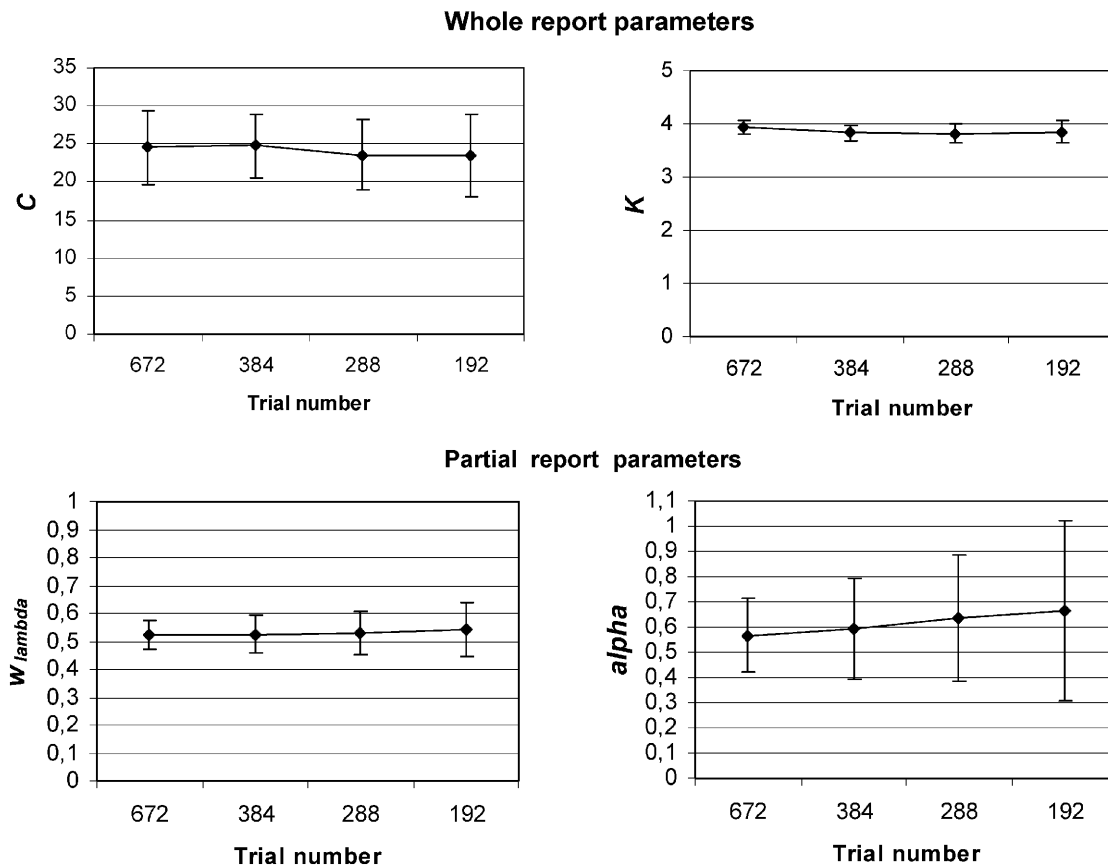 Whole report parameters
35
30
25
20
15
10
5
0
C
672 384 288 192
Trial number
5
4
3
2
1
0
K
672 384 288 192
Trial number
Partial report parameters
1
0,9
0,8
0,7
0,6
0,5
0,4
0,3
0,2
0,1
0
w lambda
672 384 288 192
Trial number
1,1
1
0,9
0,8
0,7
0,6
0,5
0,4
0,3
0,2
0,1
0
alpha
672 384 288 192
Trial number